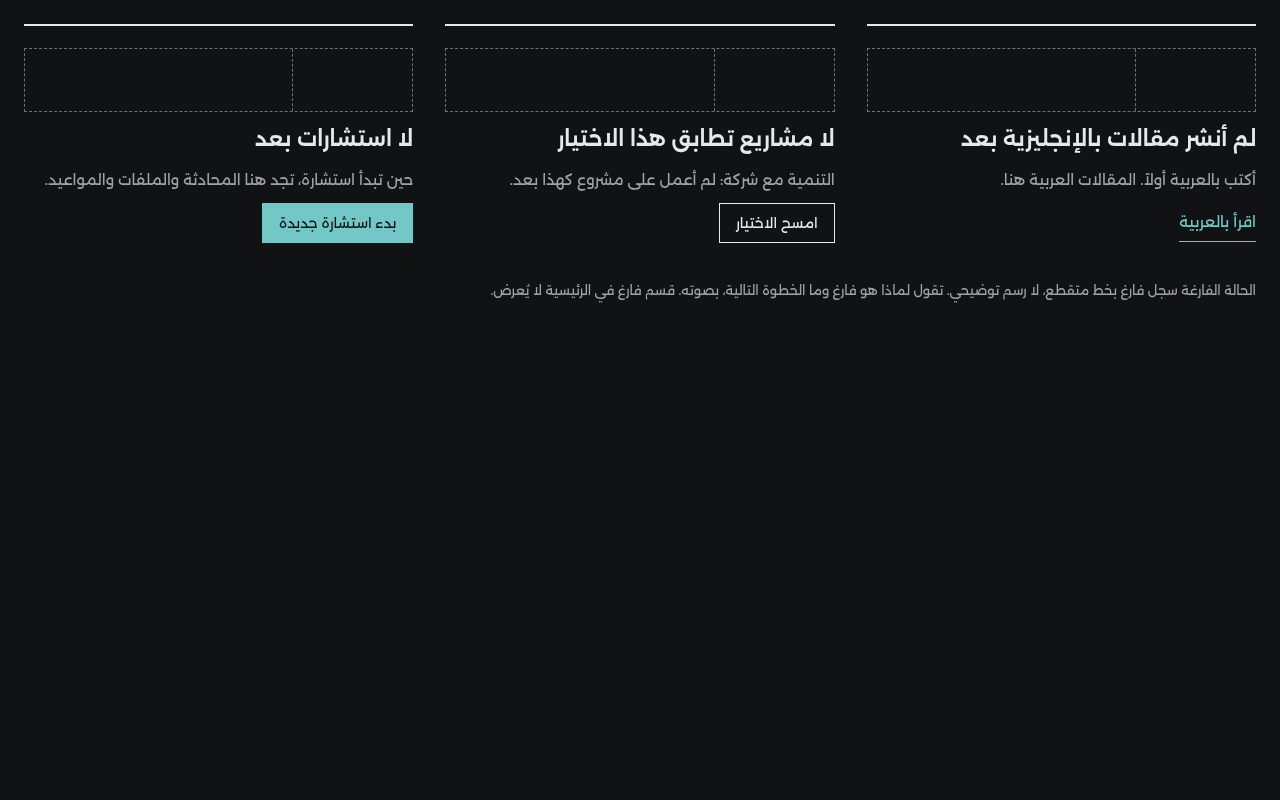 لم أنشر مقالات بالإنجليزية بعد
أكتب بالعربية أولاً. المقالات العربية هنا.
اقرأ بالعربية
لا مشاريع تطابق هذا الاختيار
التنمية مع شركة: لم أعمل على مشروع كهذا بعد.
امسح الاختيار
لا استشارات بعد
حين تبدأ استشارة، تجد هنا المحادثة والملفات والمواعيد.
بدء استشارة جديدة
الحالة الفارغة سجل فارغ بخط متقطع، لا رسم توضيحي. تقول لماذا هو فارغ وما الخطوة التالية، بصوته. قسم فارغ في الرئيسية لا يُعرض.